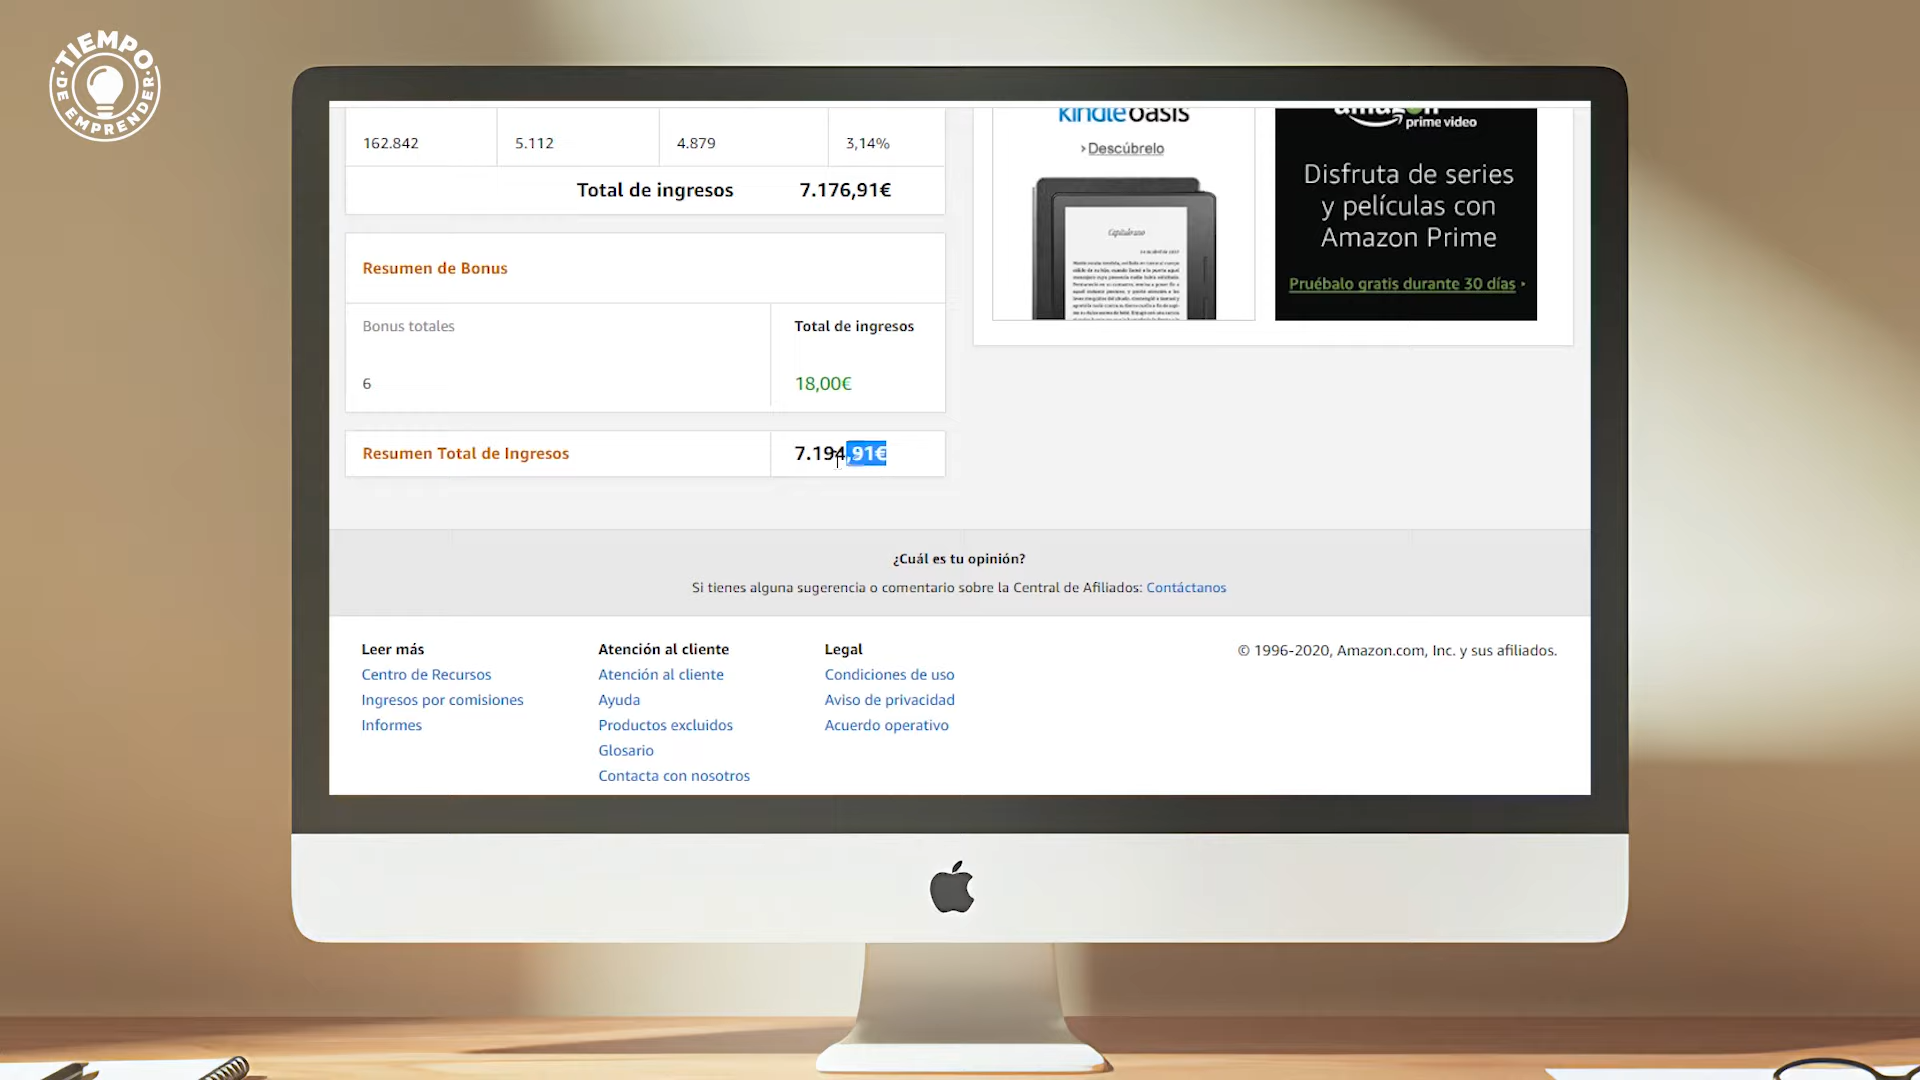 TIEMPO
DE EMPRENDER
162.842 5.112 4.879 3,14%
Total de ingresos 7.176,91€
Resumen de Bonus
Bonus totales Total de ingresos
6 18,00€
Resumen Total de Ingresos 7.194,91€
kindle oasis
›Descúbrelo
Capítulo uno
amazon
prime video
Disfruta de series
y películas con
Amazon Prime
Pruébalo gratis durante 30 días ›
¿Cuál es tu opinión?
Si tienes alguna sugerencia o comentario sobre la Central de Afiliados: Contáctanos
Leer más
Centro de Recursos
Ingresos por comisiones
Informes
Atención al cliente
Atención al cliente
Ayuda
Productos excluidos
Glosario
Contacta con nosotros
Legal
Condiciones de uso
Aviso de privacidad
Acuerdo operativo
© 1996-2020, Amazon.com, Inc. y sus afiliados.